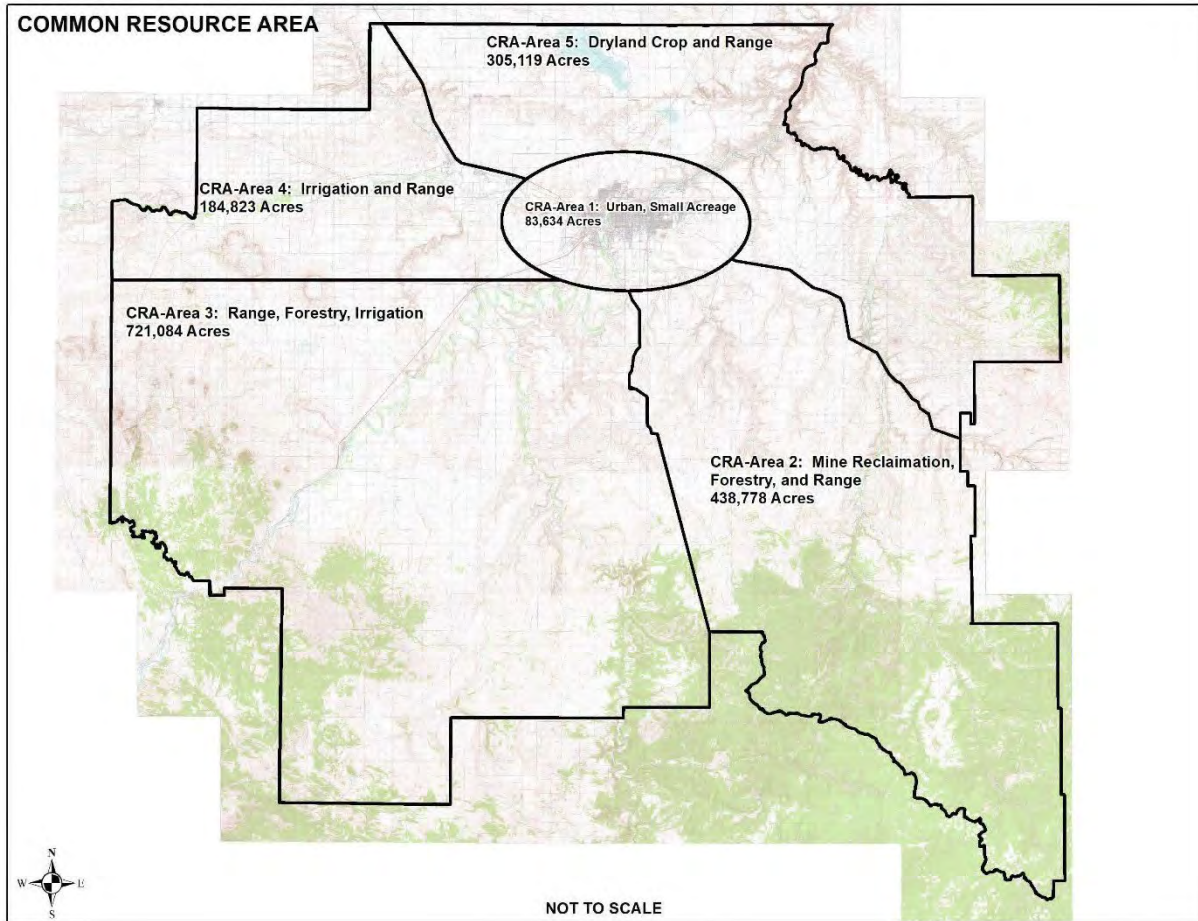 COMMON RESOURCE AREA
CRA-Area 5: Dryland Crop and Range
305,119 Acres
CRA-Area 4: Irrigation and Range
184,823 Acres
CRA-Area 1: Urban, Small Acreage
83,634 Acres
CRA-Area 3: Range, Forestry, Irrigation
721,084 Acres
CRA-Area 2: Mine Reclaimation,
Forestry, and Range
438,778 Acres
N
W E
S
NOT TO SCALE